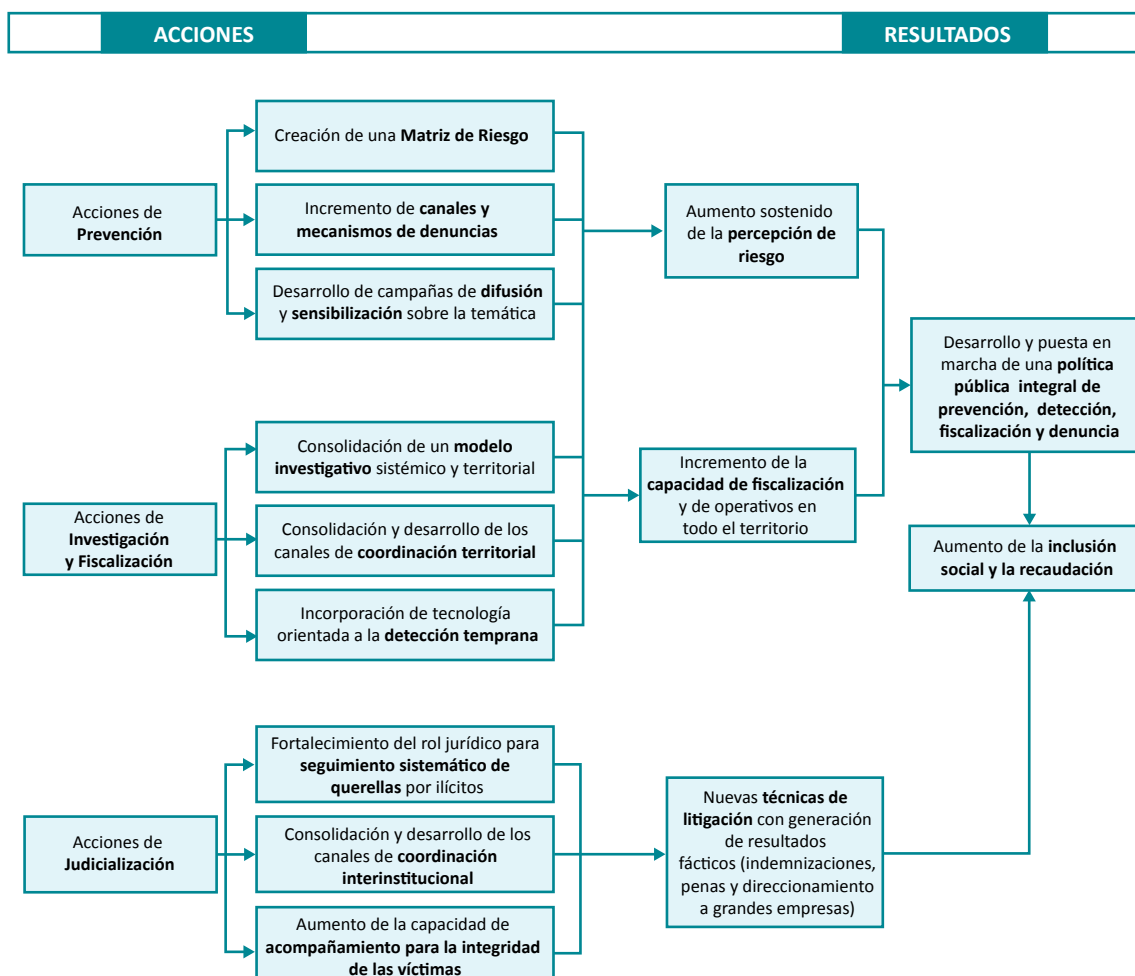 ACCIONES
RESULTADOS
Creación de una Matriz de Riesgo
Acciones de
Prevención
Incremento de canales y
mecanismos de denuncias
Aumento sostenido
de la percepción de
riesgo
Desarrollo de campañas de difusión
y sensibilización sobre la temática
Desarrollo y puesta en
marcha de una política
pública integral de
prevención, detección,
fiscalización y denuncia
Consolidación de un modelo
investigativo sistémico y territorial
Incremento de la
capacidad de fiscalización
y de operativos en
todo el territorio
Acciones de
Investigación
y Fiscalización
Consolidación y desarrollo de los
canales de coordinación territorial
Aumento de la inclusión
social y la recaudación
Incorporación de tecnología
orientada a la detección temprana
Fortalecimiento del rol jurídico para
seguimiento sistemático de
querellas por ilícitos
Acciones de
Judicialización
Consolidación y desarrollo de los
canales de coordinación
interinstitucional
Nuevas técnicas de
litigación con generación
de resultados
fácticos (indemnizaciones,
penas y direccionamiento
a grandes empresas)
Aumento de la capacidad de
acompañamiento para la integridad
de las víctimas